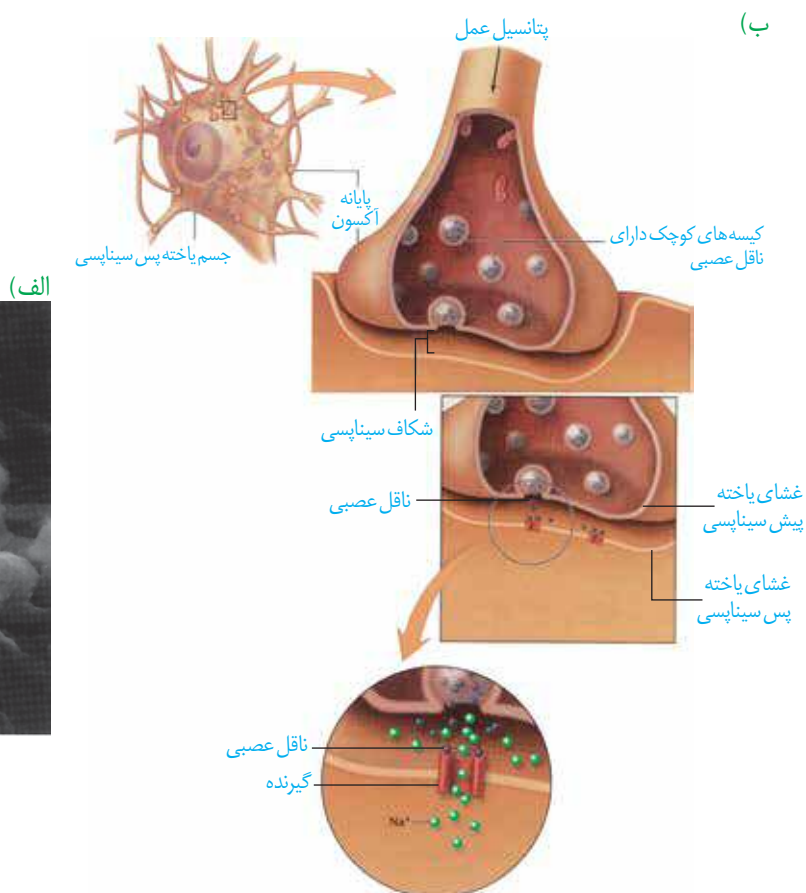 ب)
پتانسیل عمل
پایانه
آکسون
کیسه‌های کوچک دارای
ناقل عصبی
جسم یاخته پس سیناپسی
الف)
شکاف سیناپسی
ناقل عصبی
غشای یاخته
پیش سیناپسی
غشای یاخته
پس سیناپسی
ناقل عصبی
گیرنده
Na⁺